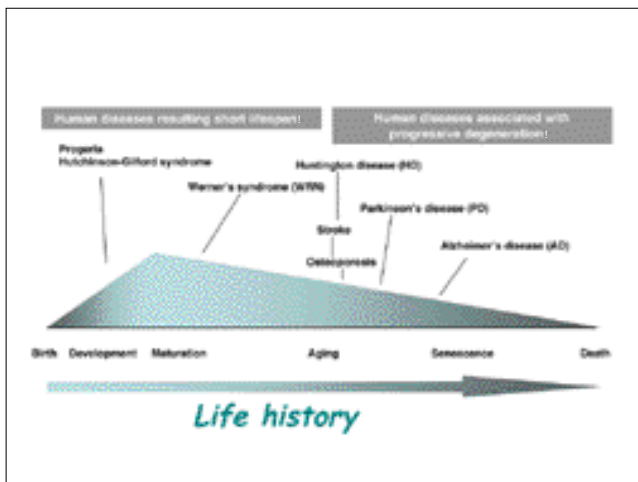 Human diseases resulting short lifespan!
Human diseases associated with
progressive degeneration!
Progeria
Hutchinson-Gilford syndrome
Werner's syndrome (WRN)
Huntington disease (HD)
Parkinson's disease (PD)
Stroke
Alzheimer's disease (AD)
Osteoporosis
Birth Development Maturation Aging Senescence Death
Life history